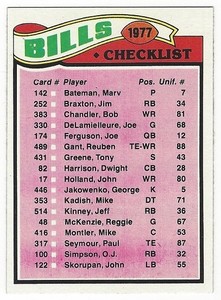 BILLS
1977
CHECKLIST
Card # Player Pos. Unif. #
142 Bateman, Marv P 7
252 Braxton, Jim RB 34
383 Chandler, Bob WR 81
330 DeLamielleure, Joe G 68
174 Ferguson, Joe QB 12
489 Gant, Reuben TE-WR 88
431 Greene, Tony S 43
82 Harrison, Dwight CB 28
17 Holland, John WR 80
446 Jakowenko, George K 5
353 Kadish, Mike DT 71
514 Kinney, Jeff RB 36
48 McKenzie, Reggie G 67
416 Montler, Mike C 53
317 Seymour, Paul TE 87
100 Simpson, O.J. RB 32
122 Skorupan, John LB 55